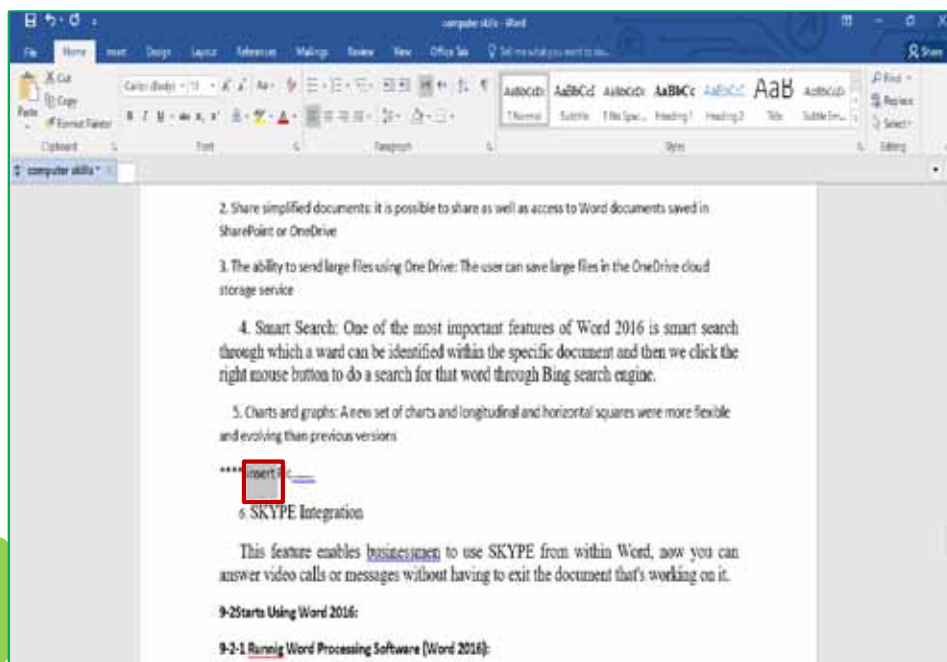 computer skills - Word
File Home Insert Design Layout References Mailings Review View Office Tab Tell me what you want to do... Share
Cut
Copy
Paste
Format Painter
Clipboard Font Paragraph Styles Editing
AaBbCcDc AaBbCcI AaBbCcDc AaBbCc AaBbCcC AaB AaBbCcD
1 Normal Subtitle 1 No Spac... Heading 1 Heading 2 Title Subtle Em...
Find
Replace
Select
computer skills *
2. Share simplified documents: it is possible to share as well as access to Word documents saved in
SharePoint or OneDrive
3. The ability to send large files using One Drive: The user can save large files in the OneDrive cloud
storage service
4. Smart Search: One of the most important features of Word 2016 is smart search
through which a ward can be identified within the specific document and then we click the
right mouse button to do a search for that word through Bing search engine.
5. Charts and graphs: A new set of charts and longitudinal and horizontal squares were more flexible
and evolving than previous versions
****insert
6. SKYPE Integration
This feature enables businessmen to use SKYPE from within Word, now you can
answer video calls or messages without having to exit the document that's working on it.
9-2Starts Using Word 2016:
9-2-1 Runnig Word Processing Software (Word 2016):